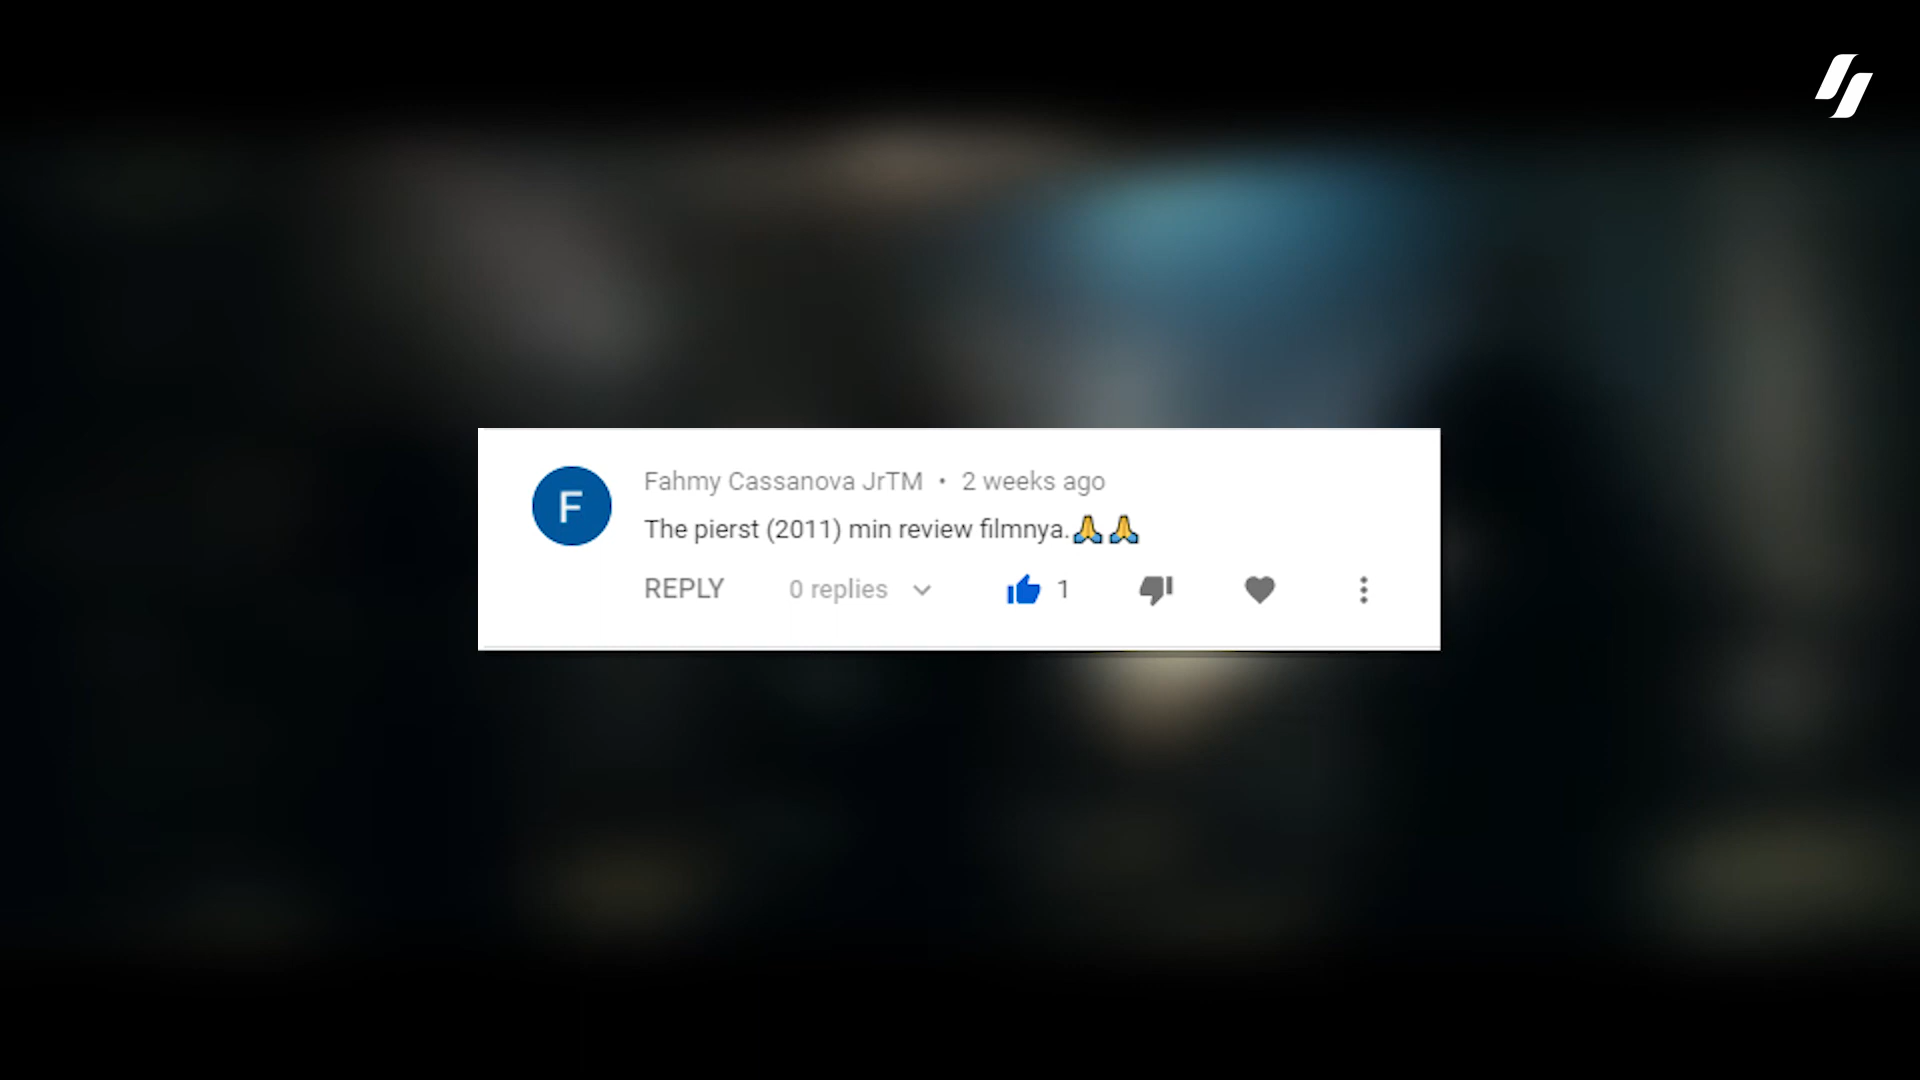 F
Fahmy Cassanova JrTM • 2 weeks ago
The pierst (2011) min review filmnya.🙏🙏
REPLY 0 replies 1